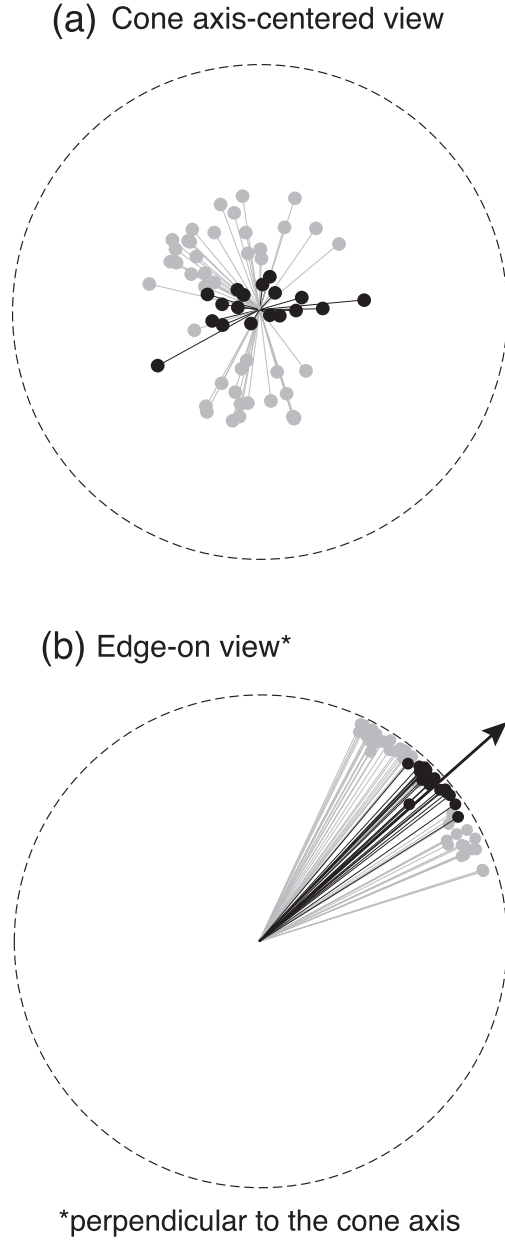 (a) Cone axis-centered view
(b) Edge-on view*
*perpendicular to the cone axis